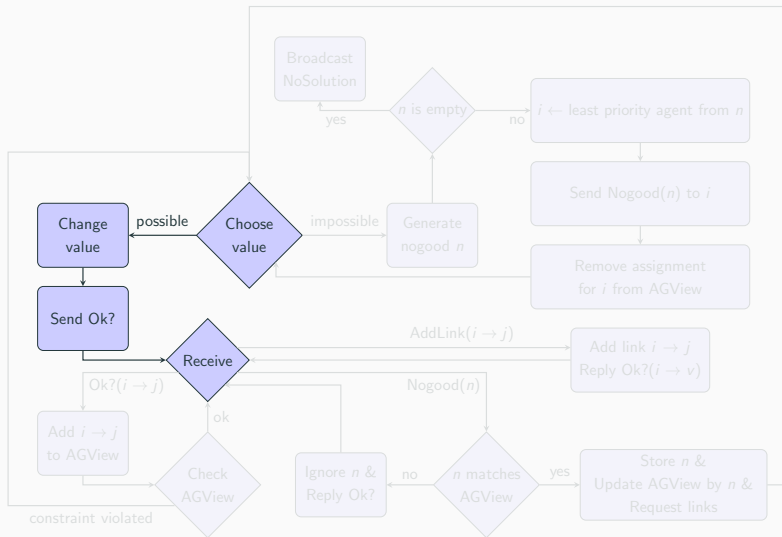 Broadcast
NoSolution
n is empty
i ← least priority agent from n
yes
no
Send Nogood(n) to i
Change
value
possible
Choose
value
impossible
Generate
nogood n
Remove assignment
for i from AGView
Send Ok?
Receive
AddLink(i → j)
Add link i → j
Reply Ok?(i → v)
Ok?(i → j)
Nogood(n)
ok
Add i → j
to AGView
Check
AGView
Ignore n &
Reply Ok?
no
n matches
AGView
yes
Store n &
Update AGView by n &
Request links
constraint violated